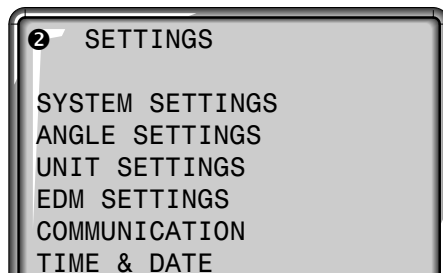 ❷ SETTINGS
SYSTEM SETTINGS
ANGLE SETTINGS
UNIT SETTINGS
EDM SETTINGS
COMMUNICATION
TIME & DATE